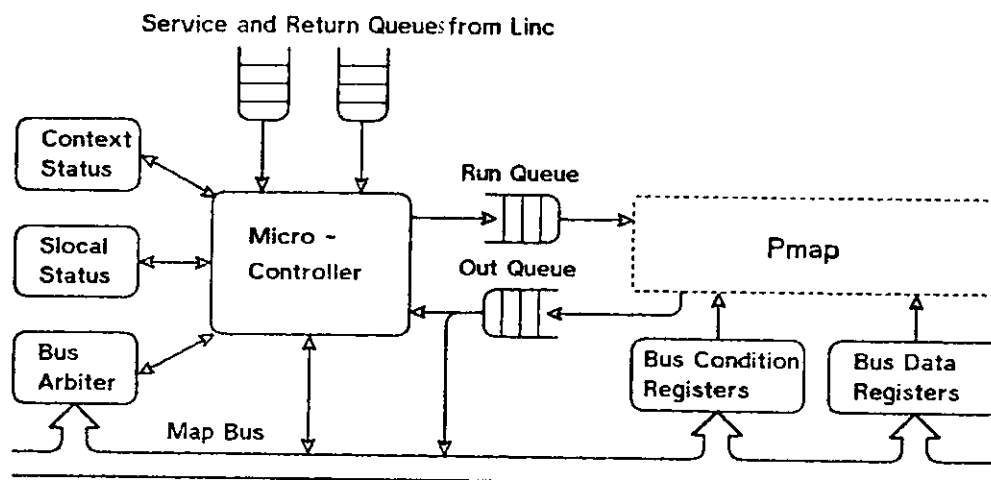 Service and Return Queues from Linc
Context
Status
Run Queue
Micro -
Controller
Pmap
Slocal
Status
Out Queue
Bus
Arbiter
Bus Condition
Registers
Bus Data
Registers
Map Bus